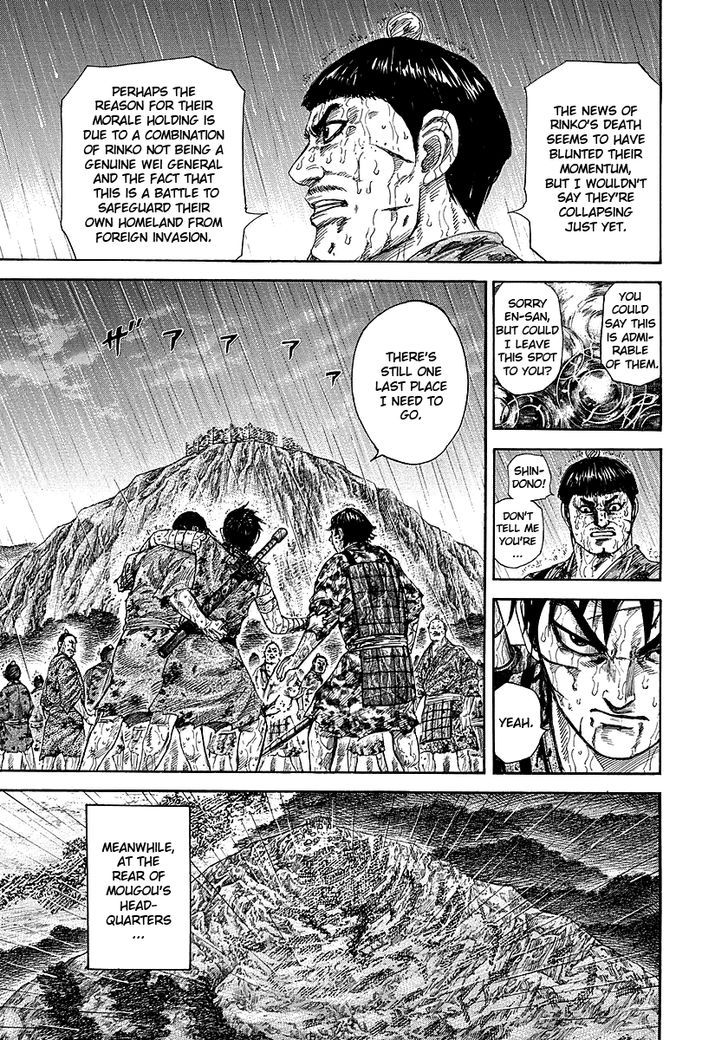 THE NEWS OF
RINKO'S DEATH
SEEMS TO HAVE
BLUNTED THEIR
MOMENTUM,
BUT I WOULDN'T
SAY THEY'RE
COLLAPSING
JUST YET.
PERHAPS THE
REASON FOR THEIR
MORALE HOLDING
IS DUE TO A
COMBINATION
OF RINKO NOT BEING A
GENUINE WEI GENERAL
AND THE FACT THAT
THIS IS A BATTLE TO
SAFEGUARD THEIR
OWN HOMELAND FROM
FOREIGN INVASION.
YOU
COULD
SAY THIS
IS ADMI-
RABLE
OF THEM.
SORRY
EN-SAN,
BUT COULD
I LEAVE
THIS SPOT
TO YOU?
SHIN-
DONO!
DON'T
TELL ME
YOU'RE
...
YEAH.
THERE'S
STILL ONE
LAST PLACE
I NEED TO
GO.
ザァァァァ
MEANWHILE,
AT THE
REAR OF
MOUGOU'S
HEAD-
QUARTERS
...